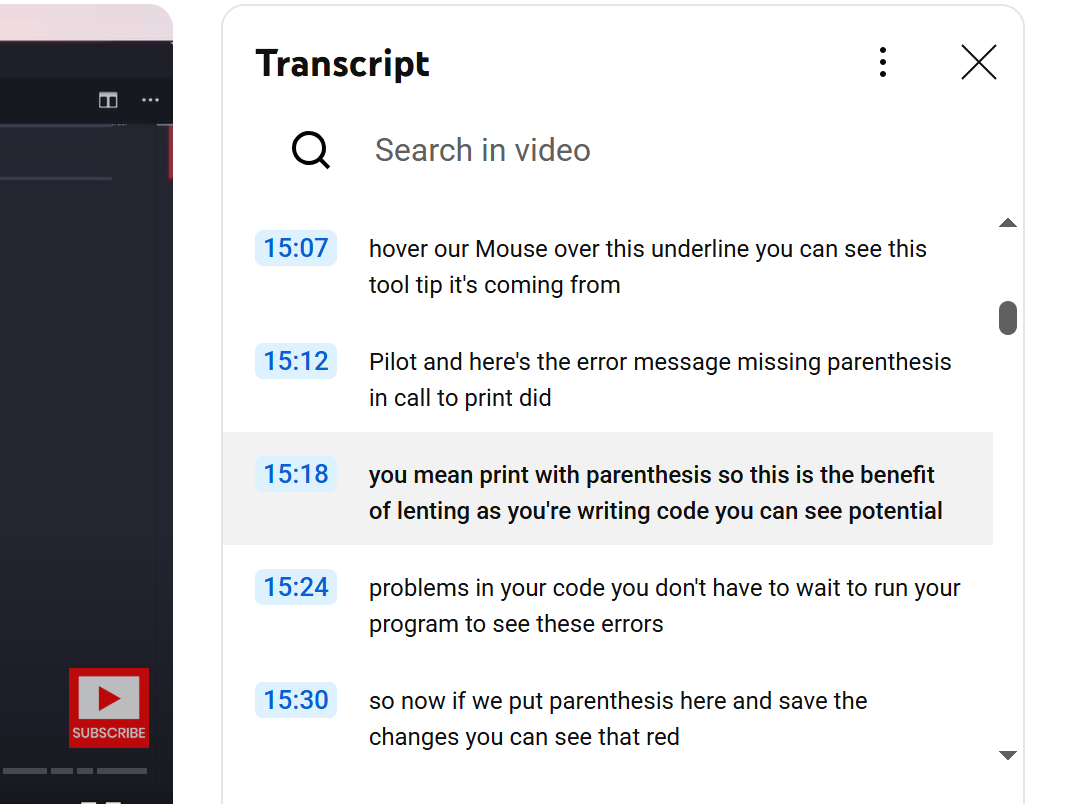 Transcript
Search in video
15:07
hover our Mouse over this underline you can see this
tool tip it's coming from
15:12
Pilot and here's the error message missing parenthesis
in call to print did
15:18
you mean print with parenthesis so this is the benefit
of lenting as you're writing code you can see potential
15:24
problems in your code you don't have to wait to run your
program to see these errors
15:30
so now if we put parenthesis here and save the
changes you can see that red
SUBSCRIBE